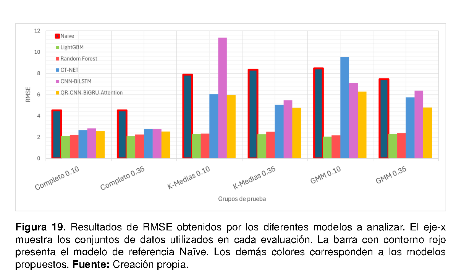 12
10
8
6
4
2
0
RMSE
Naive
LightGBM
Random Forest
QT-NET
CNN-BiLSTM
QR-CNN-BiGRU-Attention
Completo 0.10
Completo 0.35
K-Medias 0.10
K-Medias 0.35
GMM 0.10
GMM 0.35
Grupos de prueba
Figura 19. Resultados de RMSE obtenidos por los diferentes modelos a analizar. El eje-x
muestra los conjuntos de datos utilizados en cada evaluación. La barra con contorno rojo
presenta el modelo de referencia Naïve. Los demás colores corresponden a los modelos
propuestos. Fuente: Creación propia.